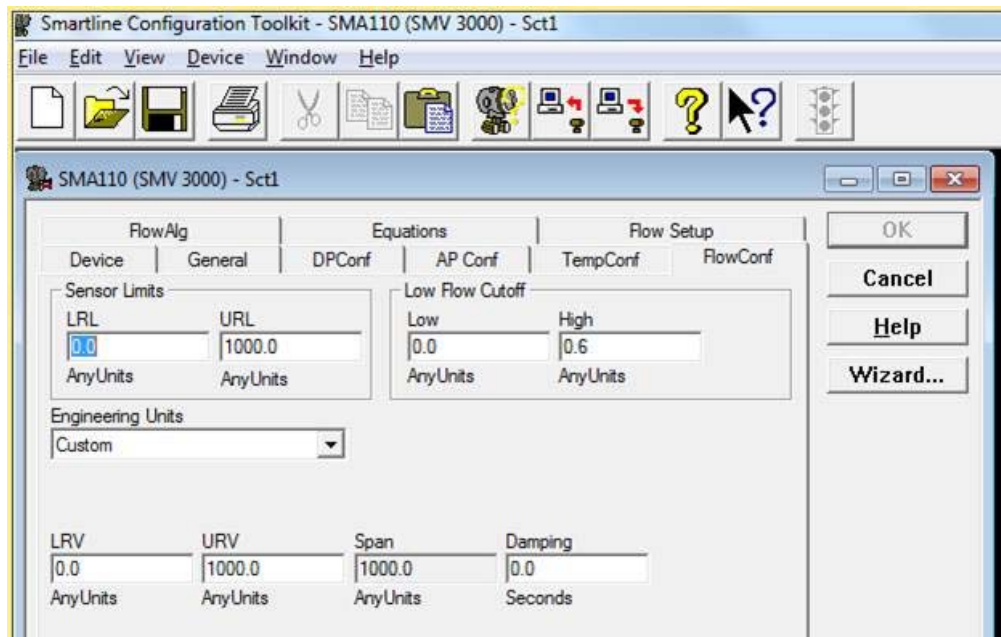 Smartline Configuration Toolkit - SMA110 (SMV 3000) - Sct1
File Edit View Device Window Help
SMA110 (SMV 3000) - Sct1
FlowAlg Equations Flow Setup
Device General DPConf AP Conf TempConf FlowConf
Sensor Limits
LRL URL
0.0 1000.0
AnyUnits AnyUnits
Low Flow Cutoff
Low High
0.0 0.6
AnyUnits AnyUnits
Engineering Units
Custom
LRV URV Span Damping
0.0 1000.0 1000.0 0.0
AnyUnits AnyUnits AnyUnits Seconds
OK
Cancel
Help
Wizard...